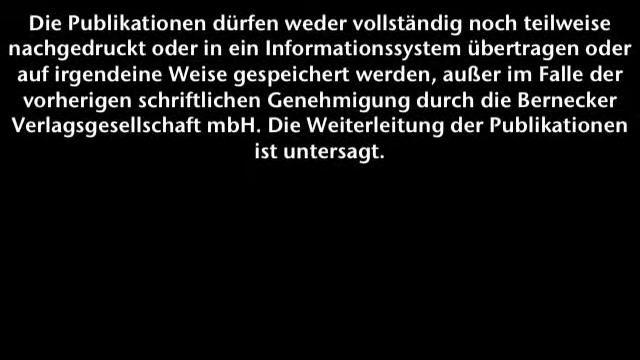 Die Publikationen dürfen weder vollständig noch teilweise
nachgedruckt oder in ein Informationssystem übertragen oder
auf irgendeine Weise gespeichert werden, außer im Falle der
vorherigen schriftlichen Genehmigung durch die Bernecker
Verlagsgesellschaft mbH. Die Weiterleitung der Publikationen
ist untersagt.